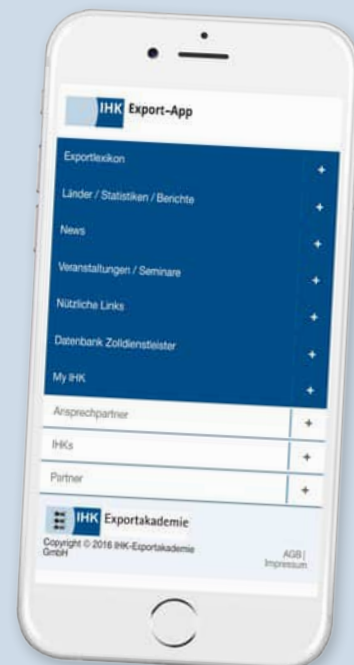 IHK Export-App
Exportlexikon +
Länder / Statistiken / Berichte +
News +
Veranstaltungen / Seminare +
Nützliche Links +
Datenbank Zolldienstleister +
My IHK +
Ansprechpartner +
IHKs +
Partner +
IHK Exportakademie
Copyright © 2016 IHK-Exportakademie
GmbH
AGB |
Impressum